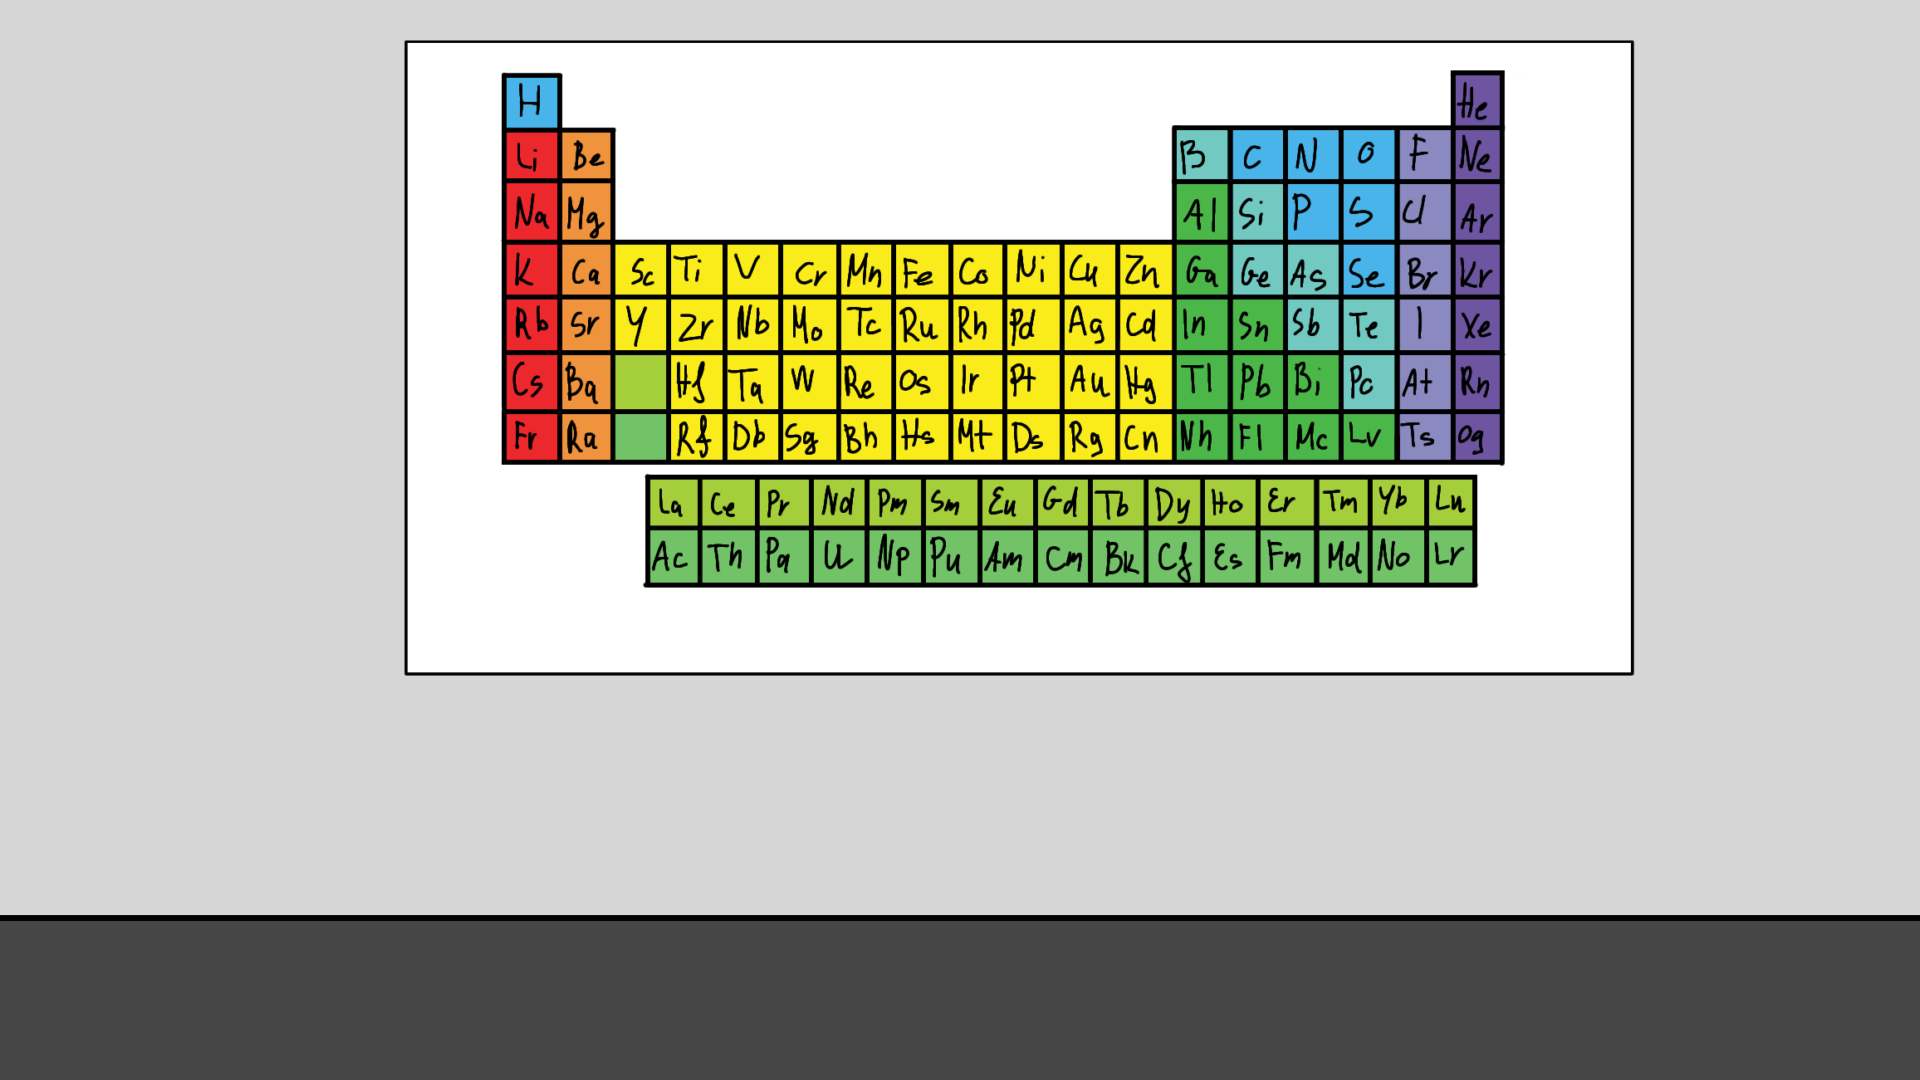 H He
Li Be B C N O F Ne
Na Mg Al Si P S Cl Ar
K Ca Sc Ti V Cr Mn Fe Co Ni Cu Zn Ga Ge As Se Br Kr
Rb Sr Y Zr Nb Mo Tc Ru Rh Pd Ag Cd In Sn Sb Te I Xe
Cs Ba Hf Ta W Re Os Ir Pt Au Hg Tl Pb Bi Po At Rn
Fr Ra Rf Db Sg Bh Hs Mt Ds Rg Cn Nh Fl Mc Lv Ts Og
La Ce Pr Nd Pm Sm Eu Gd Tb Dy Ho Er Tm Yb Lu
Ac Th Pa U Np Pu Am Cm Bk Cf Es Fm Md No Lr